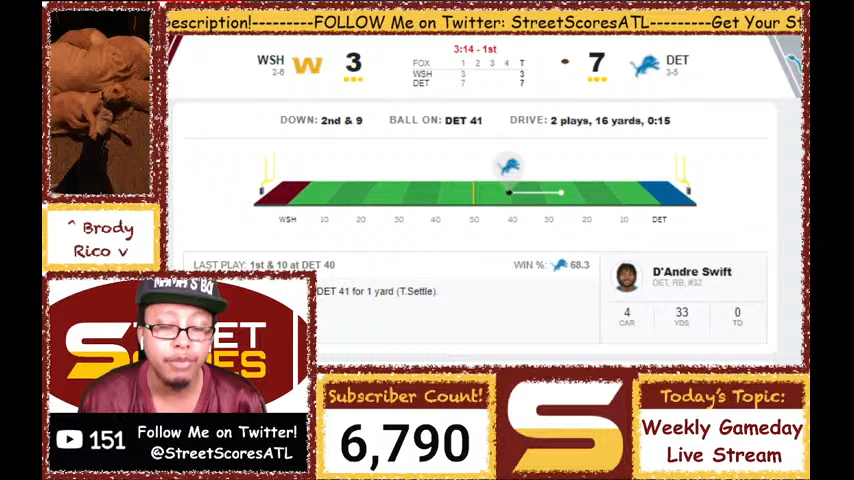 escription!---------FOLLOW Me on Twitter: StreetScoresATL---------Get Your St
WSH
2-6
W
3
3:14 - 1st
FOX 1 2 3 4 T
WSH 3 3
DET 7 7
7
DET
3-5
DOWN: 2nd & 9 BALL ON: DET 41 DRIVE: 2 plays, 16 yards, 0:15
WSH 10 20 30 40 50 40 30 20 10 DET
^ Brody
Rico v
LAST PLAY: 1st & 10 at DET 40
WIN %: 68.3
DET 41 for 1 yard (T.Settle).
D'Andre Swift
DET, RB, #32
4 33 0
CAR YDS TD
151
Follow Me on Twitter!
@StreetScoresATL
Subscriber Count!
6,790
S
Today's Topic:
Weekly Gameday
Live Stream